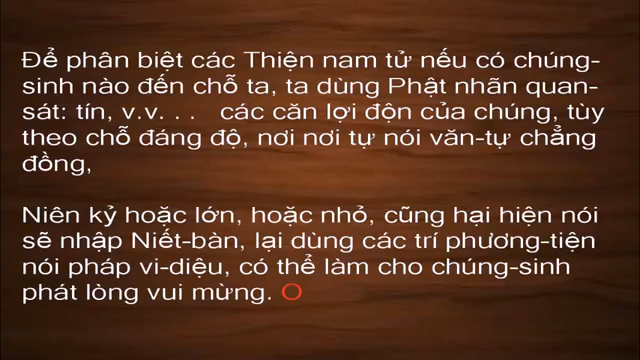 Để phân biệt các Thiện nam tử nếu có chúng-
sinh nào đến chỗ ta, ta dùng Phật nhãn quan-
sát: tín, v.v. . .   các căn lợi độn của chúng, tùy
theo chỗ đáng độ, nơi nơi tự nói văn-tự chẳng
đồng,
Niên kỷ hoặc lớn, hoặc nhỏ, cũng hại hiện nói
sẽ nhập Niết-bàn, lại dùng các trí phương-tiện
nói pháp vi-diệu, có thể làm cho chúng-sinh
phát lòng vui mừng. O